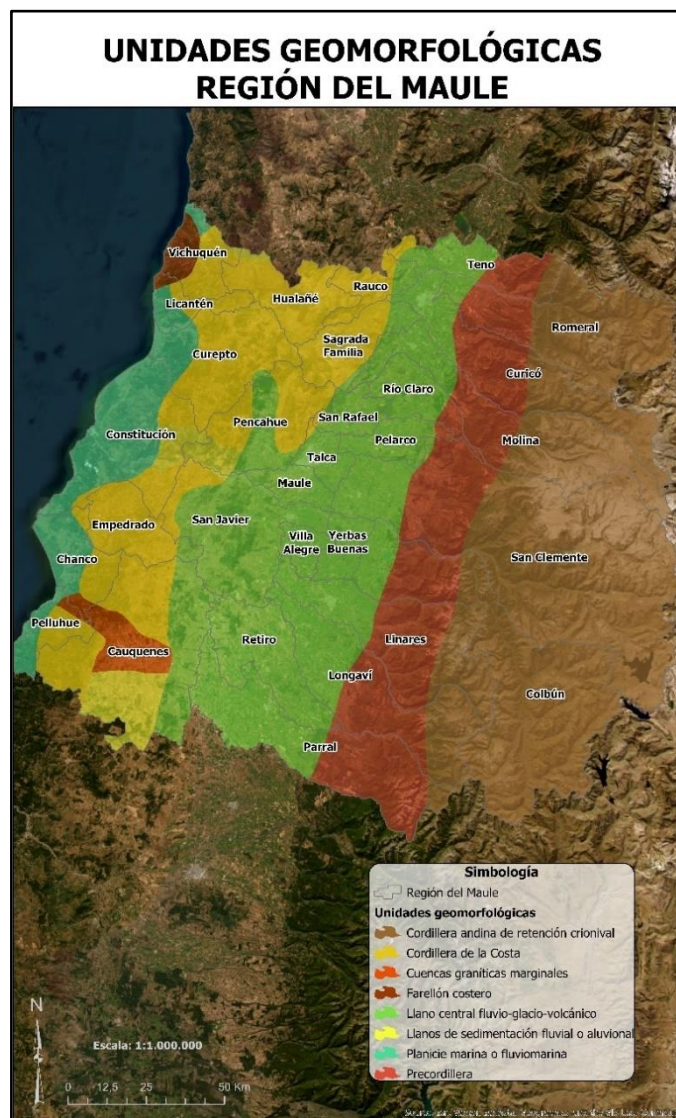 UNIDADES GEOMORFOLÓGICAS
REGIÓN DEL MAULE
Vichuquén
Teno
Rauco
Hualañé
Licantén
Romeral
Sagrada
Familia
Curepto
Curicó
Río Claro
Pencahue
San Rafael
Constitución
Pelarco
Molina
Talca
Maule
San Javier
Empedrado
Villa
Alegre
Yerbas
Buenas
Chanco
San Clemente
Pelluhue
Cauquenes
Retiro
Linares
Longaví
Colbún
Parral
Simbología
Región del Maule
Unidades geomorfológicas
Cordillera andina de retención crionival
Cordillera de la Costa
Cuencas graníticas marginales
Farellón costero
Llano central fluvio-glacio-volcánico
Llanos de sedimentación fluvial o aluvional
Planicie marina o fluviomarina
Precordillera
N
Escala: 1:1.000.000
0 12,5 25 50 Km